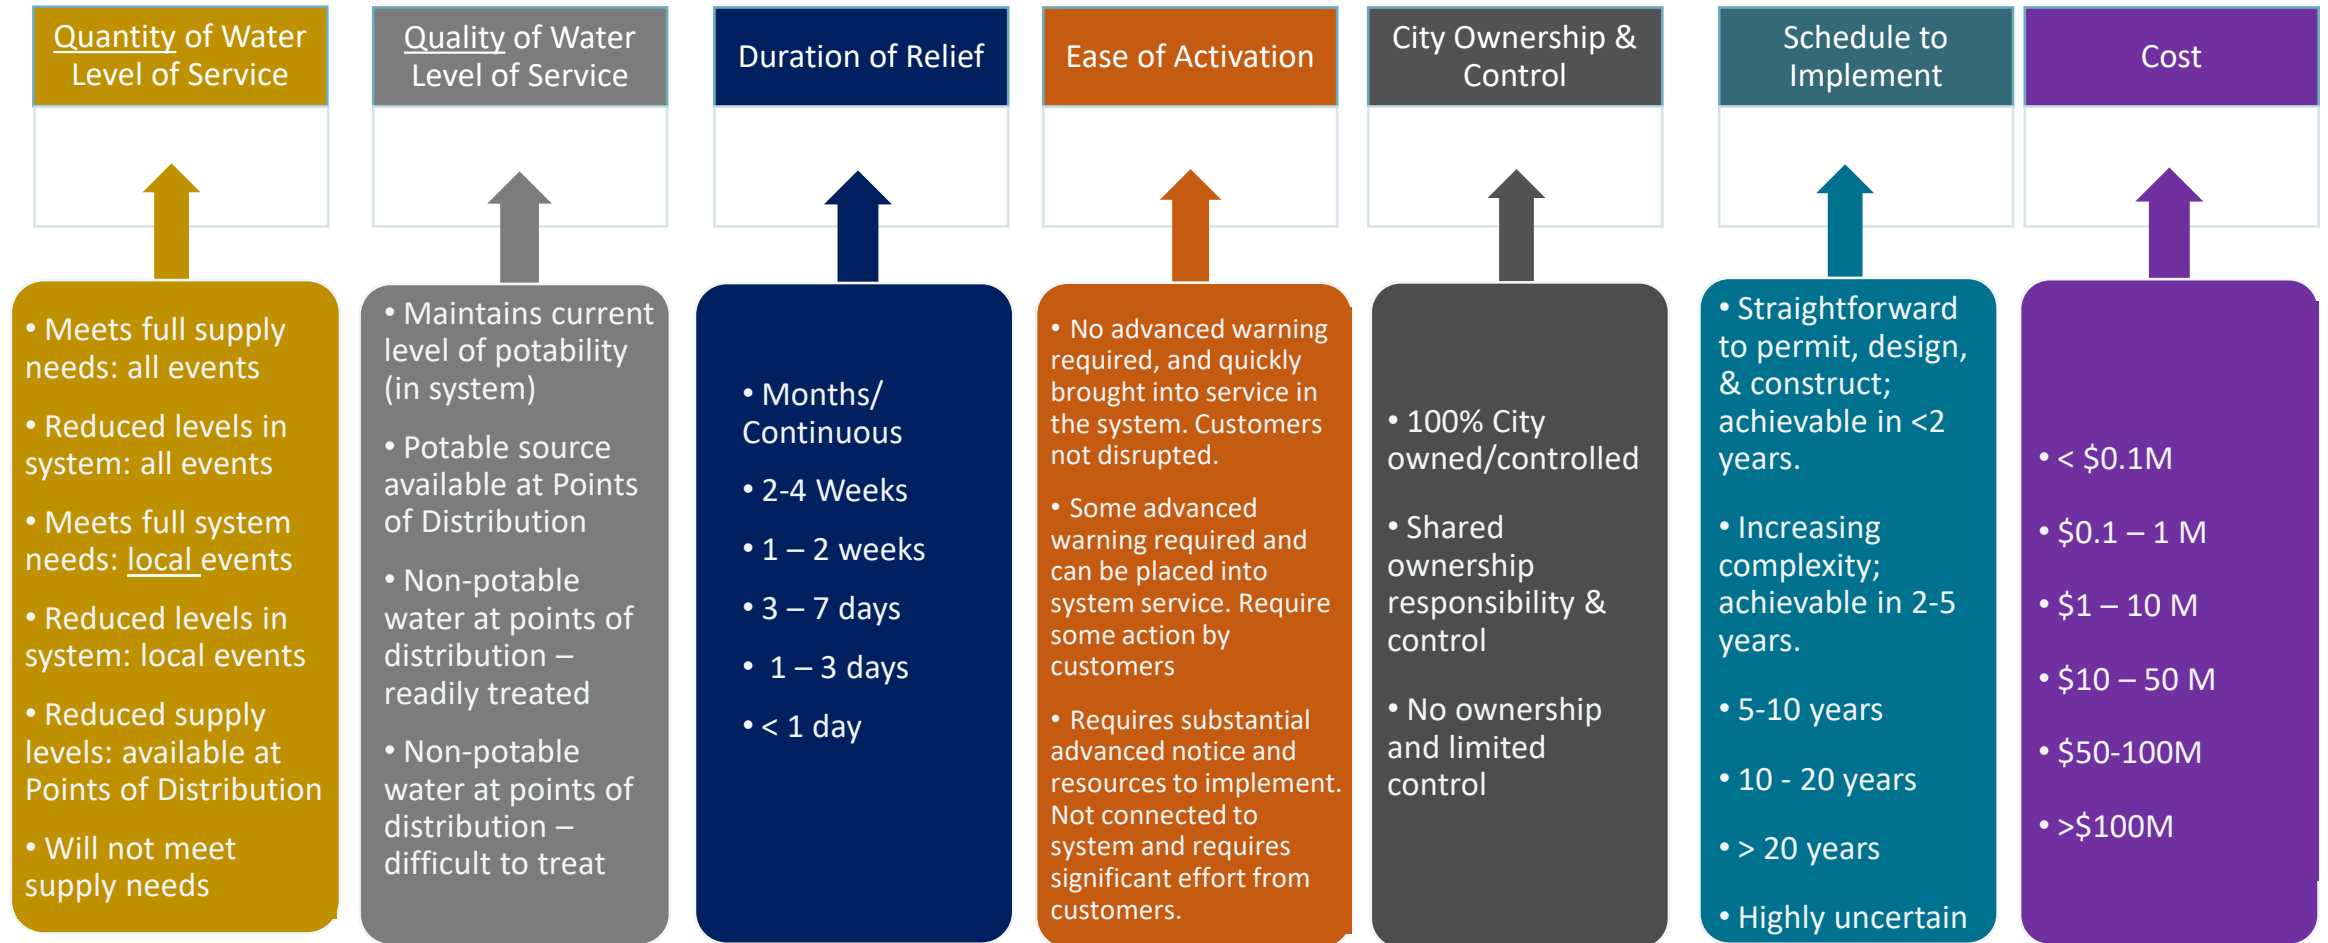 Quantity of Water
Level of Service
Quality of Water
Level of Service
Duration of Relief
Ease of Activation
City Ownership &
Control
Schedule to
Implement
Cost
• Meets full supply
needs: all events
• Reduced levels in
system: all events
• Meets full system
needs: local events
• Reduced levels in
system: local events
• Reduced supply
levels: available at
Points of Distribution
• Will not meet
supply needs
• Maintains current
level of potability
(in system)
• Potable source
available at Points
of Distribution
• Non-potable
water at points of
distribution –
readily treated
• Non-potable
water at points of
distribution –
difficult to treat
• Months/
Continuous
• 2-4 Weeks
• 1 – 2 weeks
• 3 – 7 days
• 1 – 3 days
• < 1 day
• No advanced warning
required, and quickly
brought into service in
the system. Customers
not disrupted.
• Some advanced
warning required and
can be placed into
system service. Require
some action by
customers
• Requires substantial
advanced notice and
resources to implement.
Not connected to
system and requires
significant effort from
customers.
• 100% City
owned/controlled
• Shared
ownership
responsibility &
control
• No ownership
and limited
control
• Straightforward
to permit, design,
& construct;
achievable in <2
years.
• Increasing
complexity;
achievable in 2-5
years.
• 5-10 years
• 10 - 20 years
• > 20 years
• Highly uncertain
• < $0.1M
• $0.1 – 1 M
• $1 – 10 M
• $10 – 50 M
• $50-100M
• >$100M